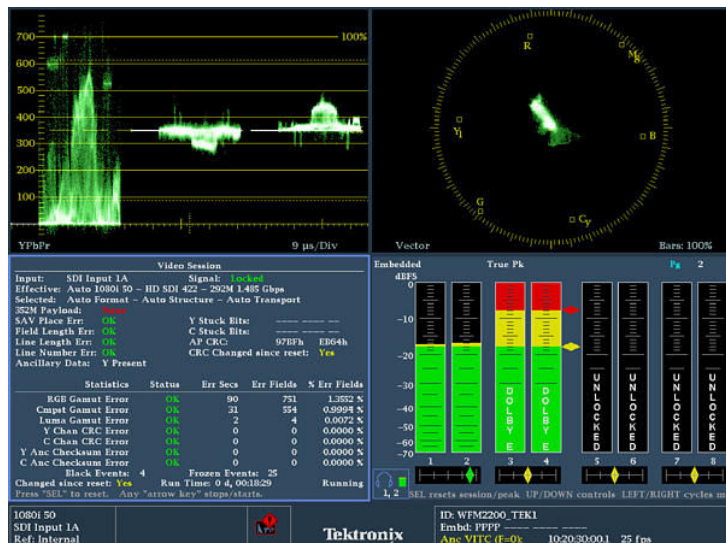 700
100%
600
500
400
300
200
100
YPbPr
9 µs/Div
R
Mg
B
Cy
G
Yl
Vector
Bars: 100%
Video Session
Input: SDI Input 1A Signal: Locked
Effective: Auto 1080i 50 - HD SDI 422 - 292M 1.485 Gbps
Selected: Auto Format - Auto Structure - Auto Transport
352M Payload:
SAV Place Err: OK Y Stuck Bits: ---- ---- --
Field Length Err: OK C Stuck Bits: ---- ---- --
Line Length Err: OK AP CRC: 97BFh EB64h
Line Number Err: OK CRC Changed since reset: Yes
Ancillary Data: Y Present
Statistics Status Err Secs Err Fields % Err Fields
RGB Gamut Error OK 90 751 1.3552 %
Cmpst Gamut Error OK 31 554 0.9994 %
Luma Gamut Error OK 2 4 0.0072 %
Y Chan CRC Error OK 0 0 0.0000 %
C Chan CRC Error OK 0 0 0.0000 %
Y Anc Checksum Error OK 0 0 0.0000 %
C Anc Checksum Error OK 0 0 0.0000 %
Black Events: 4 Frozen Events: 25
Changed since reset: Yes Run Time: 0 d, 00:18:29 Running
Press "SEL" to reset. Any "arrow key" stops/starts.
Embedded True Pk Pg 2
dBFS
0
-10
-20
-30
-40
-50
-60
-70
DOLBY E
DOLBY E
UNLOCKED
UNLOCKED
UNLOCKED
UNLOCKED
1 2 3 4 5 6 7 8
1, 2
SEL resets session/peak UP/DOWN controls LEFT/RIGHT cycles m
1080i 50
SDI Input 1A
Ref: Internal
Tektronix
ID: WFM2200_TEK1
Embd: PPPP ---- ---- ----
Anc VITC (F=0): 10:20:30:00.1 25 fps